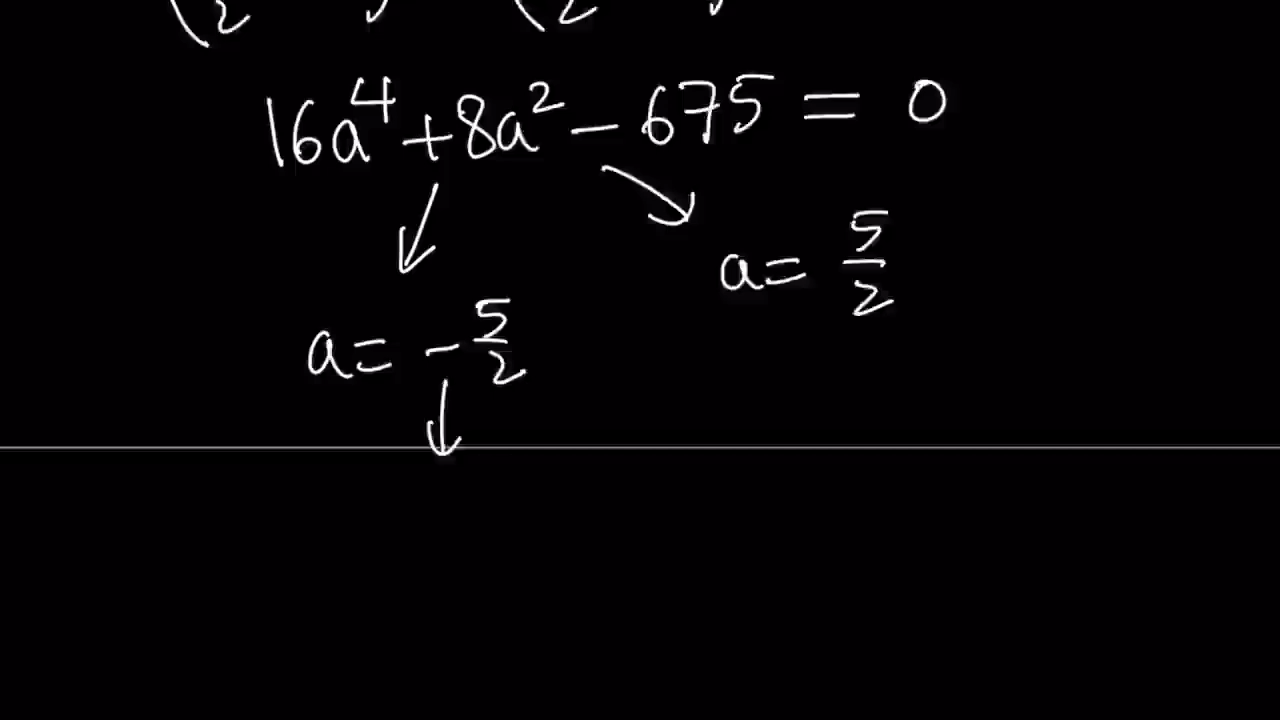 16a⁴ + 8a² - 675 = 0
a = 5/2
a = - 5/2